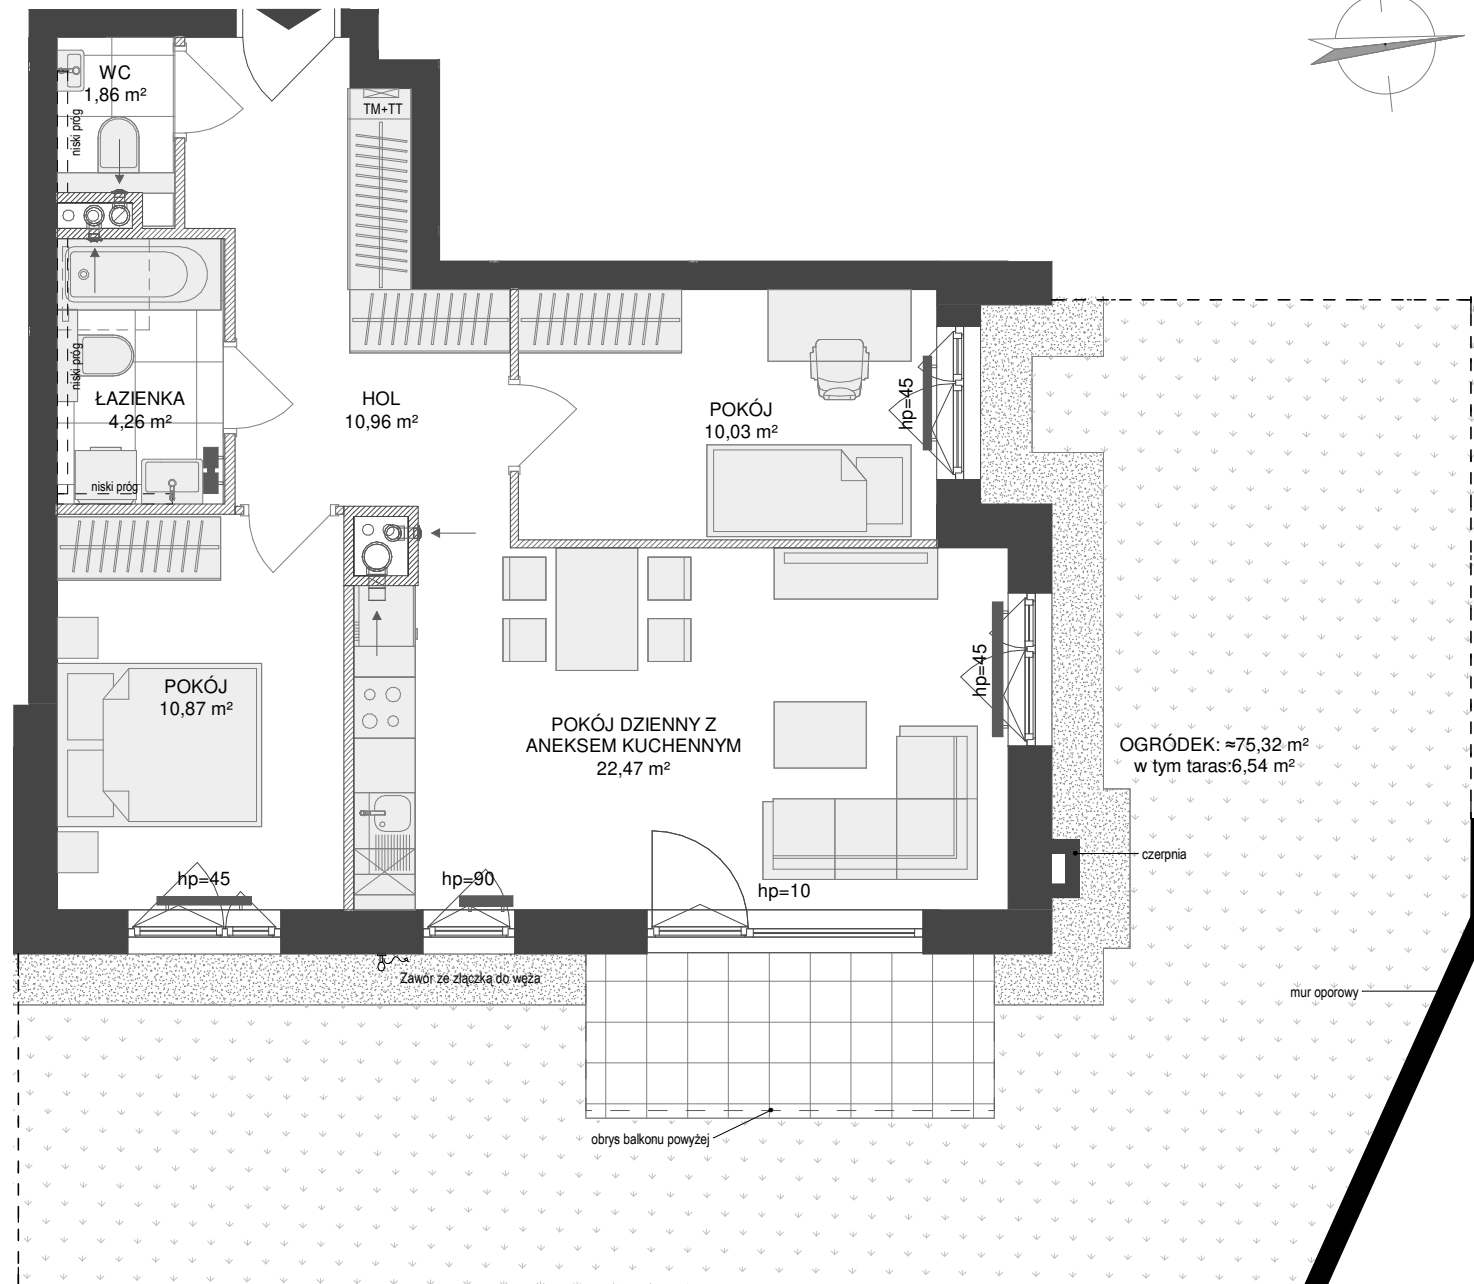 WC
1,86 m²
niski próg
TM+TT
niski próg
ŁAZIENKA
4,26 m²
niski próg
HOL
10,96 m²
POKÓJ
10,03 m²
hp=45
POKÓJ
10,87 m²
hp=45
POKÓJ DZIENNY Z
ANEKSEM KUCHENNYM
22,47 m²
hp=45
hp=90
hp=10
OGRÓDEK: ≈75,32 m²
w tym taras:6,54 m²
czerpnia
Zawór ze złączką do węża
mur oporowy
obrys balkonu powyżej